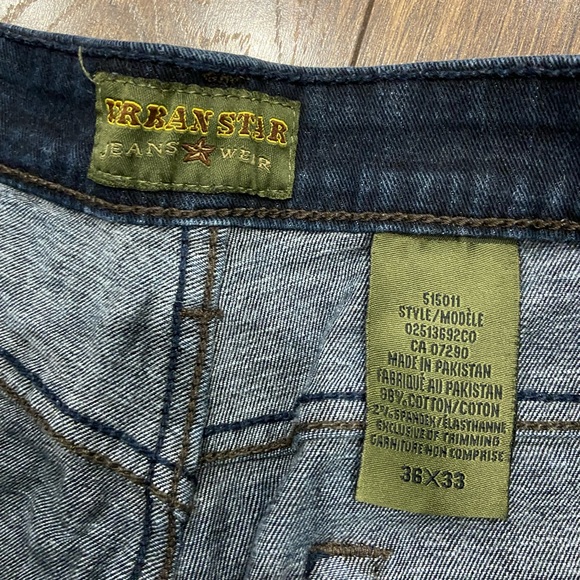 URBAN STAR
JEANS WEAR
515011
STYLE/MODÈLE
0251369200
CA 07290
MADE IN PAKISTAN
FABRIQUÉ AU PAKISTAN
98% COTTON/COTON
2% SPANDEX/ÉLASTHANNE
EXCLUSIVE OF TRIMMING
GARNITURE NON COMPRISE
36X33